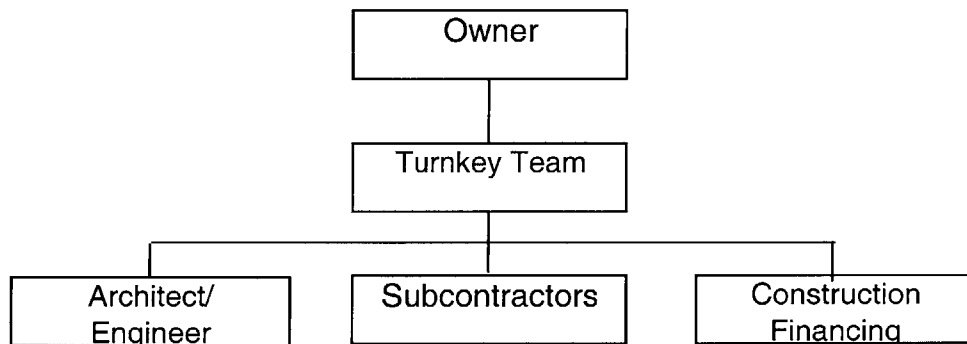 Owner
Turnkey Team
Architect/
Engineer
Subcontractors
Construction
Financing